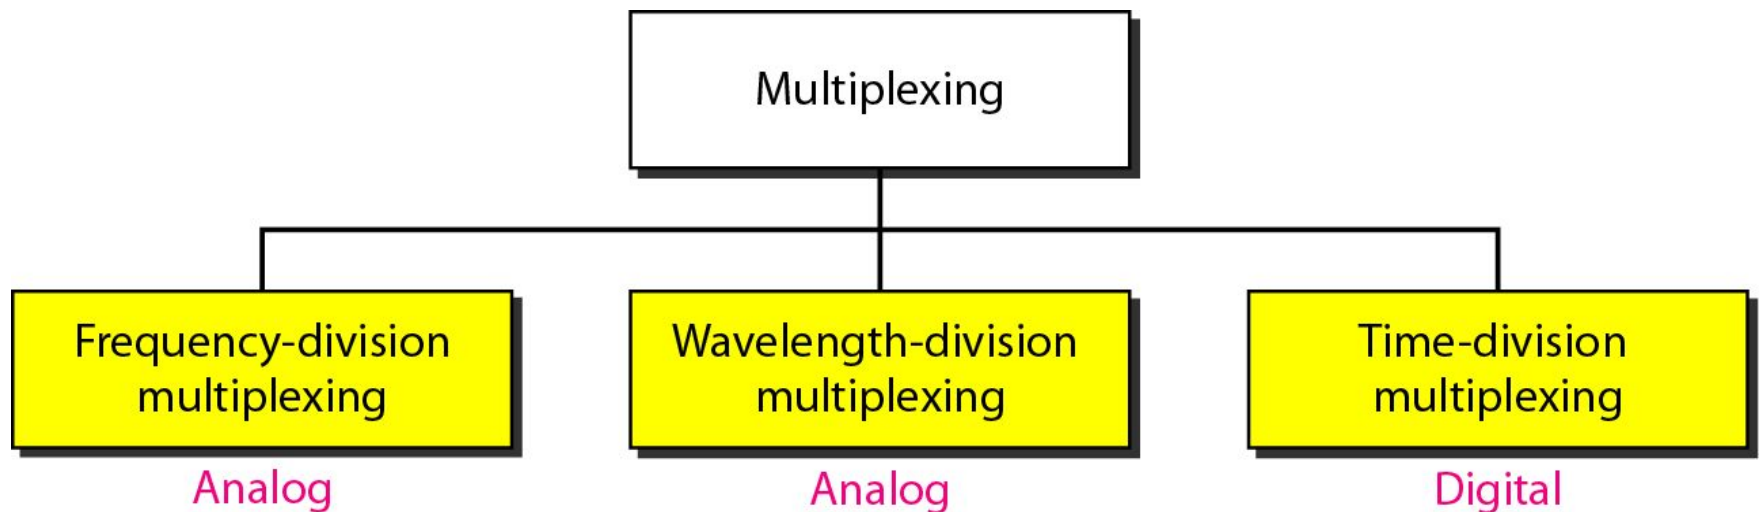 Multiplexing
Frequency-division
multiplexing
Wavelength-division
multiplexing
Time-division
multiplexing
Analog
Analog
Digital